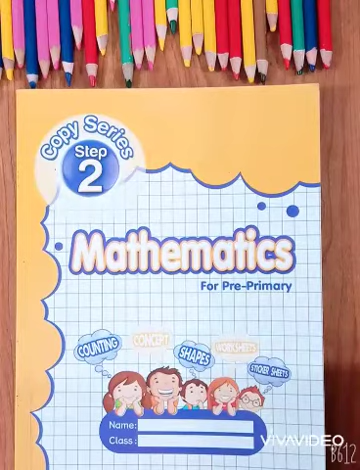 Copy Series
Step
2
Mathematics
For Pre-Primary
COUNTING
CONCEPT
SHAPES
WORKSHEETS
STICKER SHEETS
Name:
Class:
VIVAVIDEO
B612